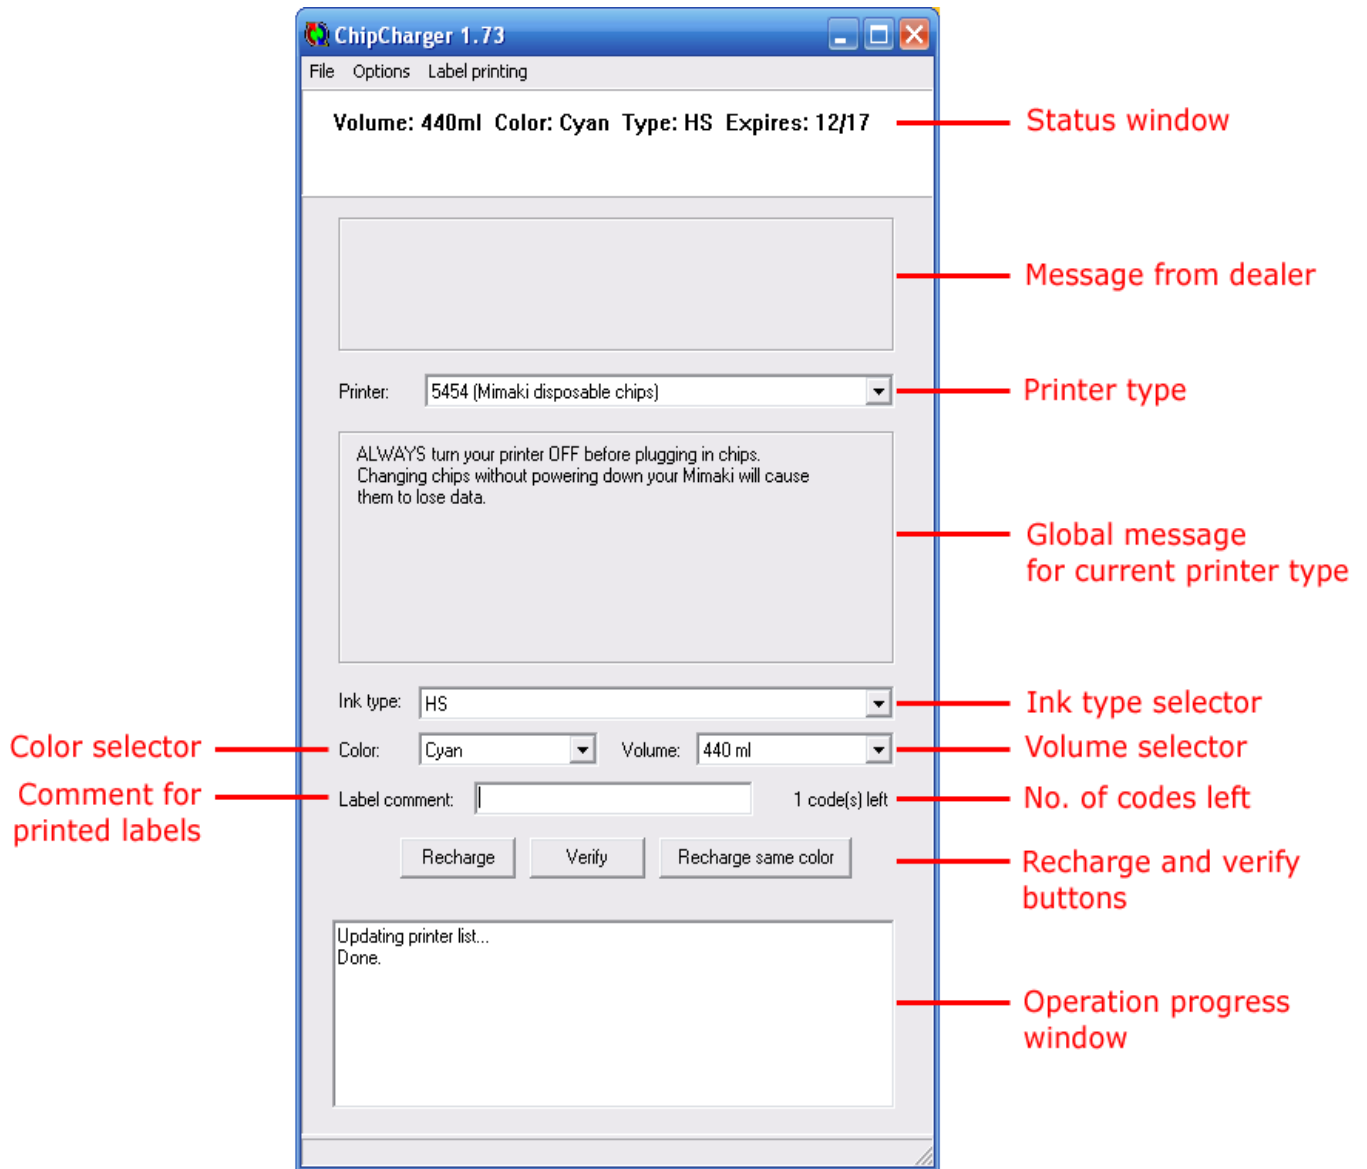 ChipCharger 1.73
File Options Label printing
Volume: 440ml Color: Cyan Type: HS Expires: 12/17
Status window
Message from dealer
Printer: 5454 (Mimaki disposable chips)
Printer type
ALWAYS turn your printer OFF before plugging in chips.
Changing chips without powering down your Mimaki will cause
them to lose data.
Global message
for current printer type
Ink type: HS
Ink type selector
Color selector
Color: Cyan Volume: 440 ml
Volume selector
Comment for
printed labels
Label comment: 1 code(s) left
No. of codes left
Recharge Verify Recharge same color
Recharge and verify
buttons
Updating printer list...
Done.
Operation progress
window